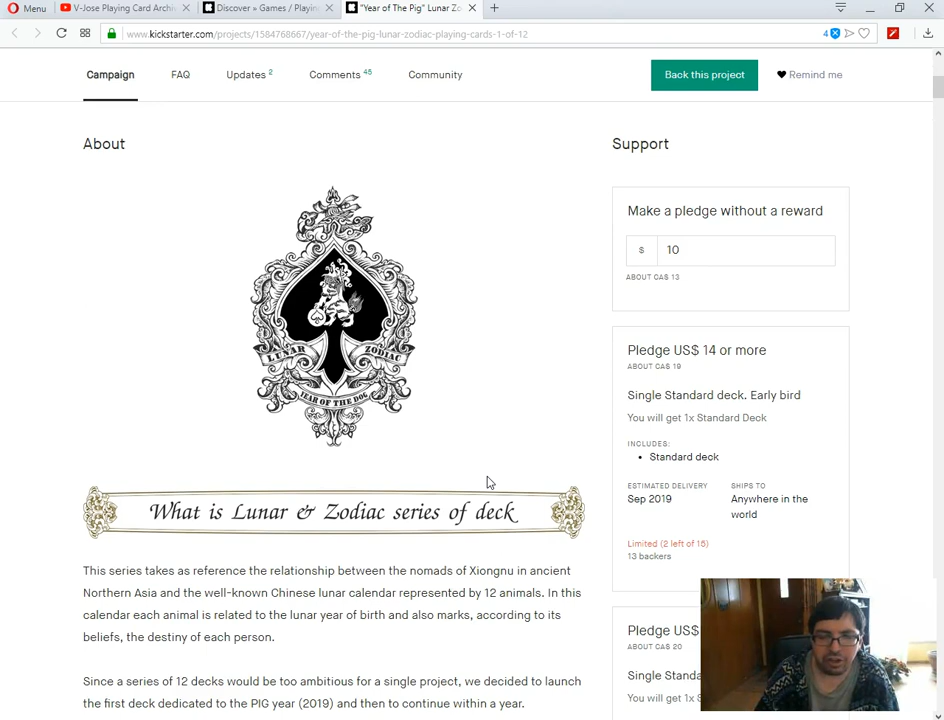 Menu
V-Jose Playing Card Archiv
Discover » Games / Playin
"Year of The Pig" Lunar Zo
www.kickstarter.com/projects/1584768667/year-of-the-pig-lunar-zodiac-playing-cards-1-of-12
4
Campaign
FAQ
Updates 2
Comments 45
Community
Back this project
Remind me
About
Support
LUNAR ZODIAC
YEAR OF THE DOG
Make a pledge without a reward
$ 10
ABOUT CA$ 13
Pledge US$ 14 or more
ABOUT CA$ 19
Single Standard deck. Early bird
You will get 1x Standard Deck
INCLUDES:
• Standard deck
ESTIMATED DELIVERY
Sep 2019
SHIPS TO
Anywhere in the
world
Limited (2 left of 15)
13 backers
What is Lunar & Zodiac series of deck
This series takes as reference the relationship between the nomads of Xiongnu in ancient
Northern Asia and the well-known Chinese lunar calendar represented by 12 animals. In this
calendar each animal is related to the lunar year of birth and also marks, according to its
beliefs, the destiny of each person.
Since a series of 12 decks would be too ambitious for a single project, we decided to launch
the first deck dedicated to the PIG year (2019) and then to continue within a year.
Pledge US$
ABOUT CA$ 20
Single Standa
You will get 1x S